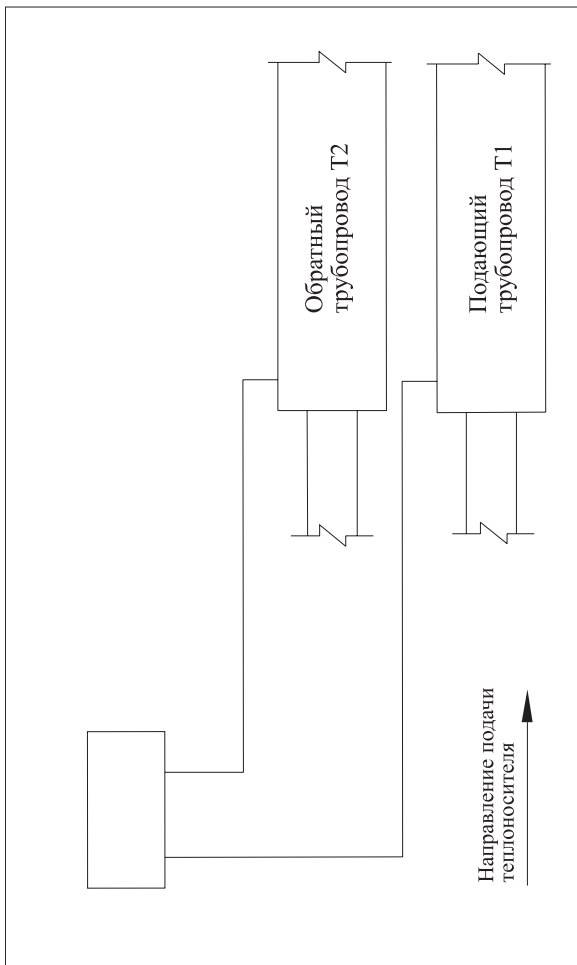 Обратный
трубопровод Т2
Подающий
трубопровод Т1
Направление подачи
теплоносителя